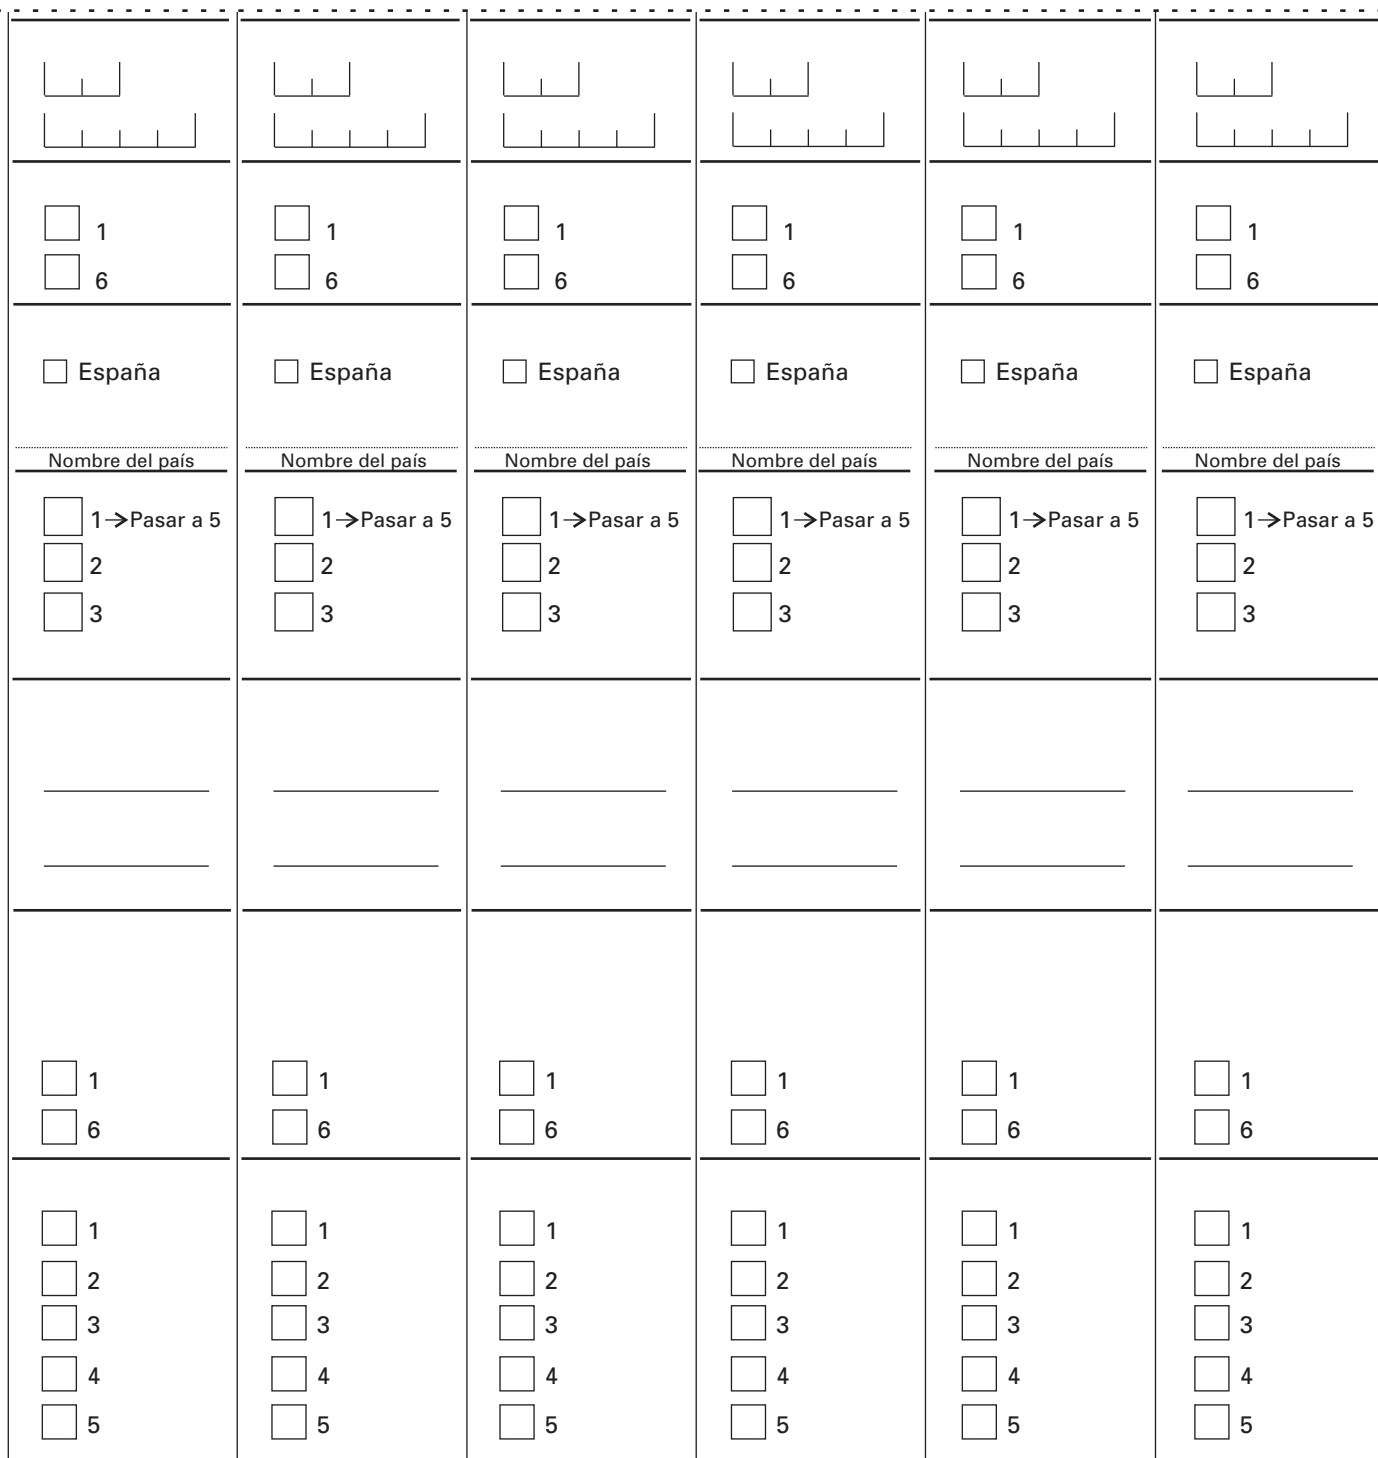 1 1 1 1 1 1
6 6 6 6 6 6
España España España España España España
Nombre del país Nombre del país Nombre del país Nombre del país Nombre del país Nombre del país
1→Pasar a 5 1→Pasar a 5 1→Pasar a 5 1→Pasar a 5 1→Pasar a 5 1→Pasar a 5
2 2 2 2 2 2
3 3 3 3 3 3
1 1 1 1 1 1
6 6 6 6 6 6
1 1 1 1 1 1
2 2 2 2 2 2
3 3 3 3 3 3
4 4 4 4 4 4
5 5 5 5 5 5